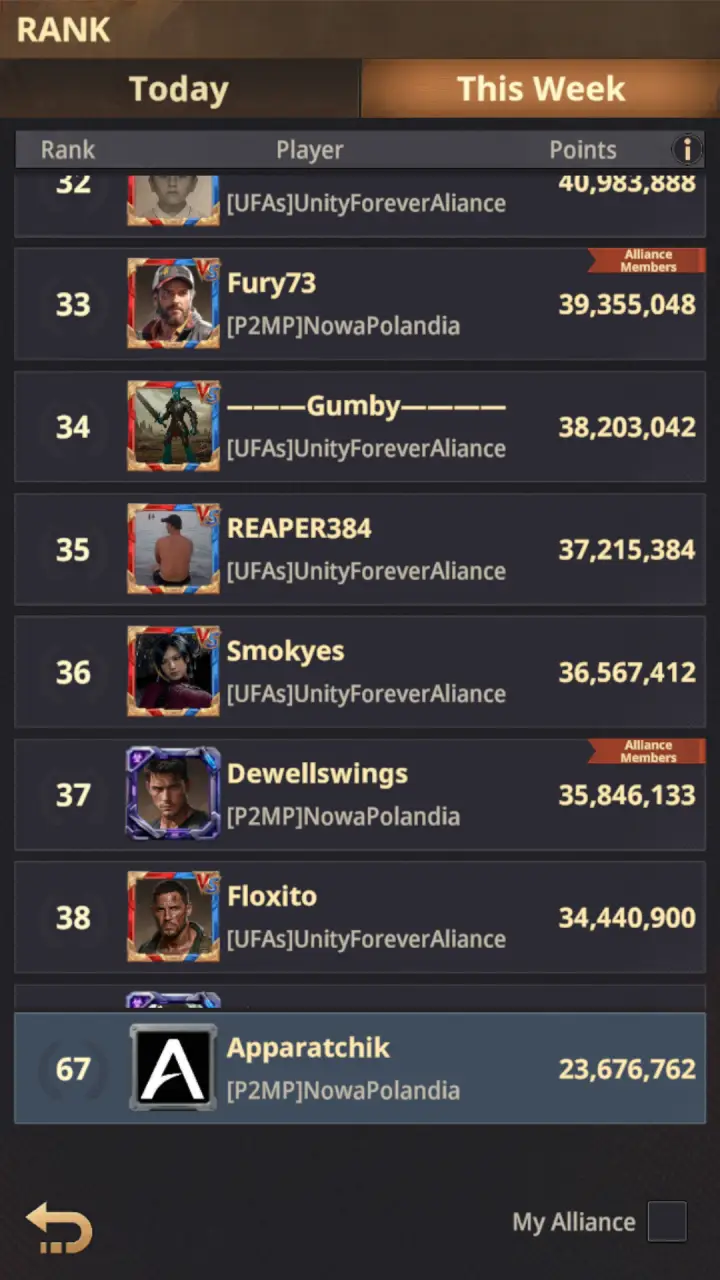 RANK
Today
This Week
Rank
Player
Points
32
[UFAs]UnityForeverAliance
40,983,888
Alliance
Members
33
Fury73
[P2MP]NowaPolandia
39,355,048
34
———Gumby————
[UFAs]UnityForeverAliance
38,203,042
35
REAPER384
[UFAs]UnityForeverAliance
37,215,384
36
Smokyes
[UFAs]UnityForeverAliance
36,567,412
Alliance
Members
37
Dewellswings
[P2MP]NowaPolandia
35,846,133
38
Floxito
[UFAs]UnityForeverAliance
34,440,900
67
Apparatchik
[P2MP]NowaPolandia
23,676,762
My Alliance